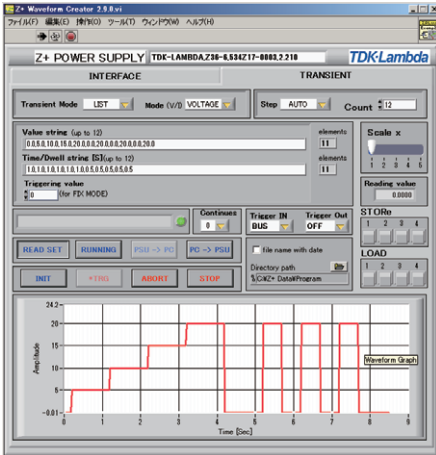 Z+ Waveform Creator 2.9.0.vi
ファイル(F) 編集(E) 操作(O) ツール(T) ウィンドウ(W) ヘルプ(H)
Z+ POWER SUPPLY TDK-LAMBDA,Z36-6,534Z17-0003,2.210 TDK-Lambda
INTERFACE TRANSIENT
Transient Mode LIST Mode (V/I) VOLTAGE Step AUTO Count 12
Value string (up to 12) elements Scale x
0.0,5.0,10.0,15.0,20.0,0.0,20.0,0.0,20.0,0.0,20.0 11
Time/Dwell string [S](up to 12) elements
1.0,1.0,1.0,1.0,1.0,1.0,0.5,0.5,0.5,0.5,0.5 11 1 2 3 4 5
Triggering value Reading value
0 (for FIX MODE) 0.0000
Continues Trigger IN Trigger Out STORe
0 BUS OFF 1 2 3 4
READ SET RUNNING PSU -> PC PC -> PSU file name with date LOAD
Directory path 1 2 3 4
INIT *TRG ABORT STOP C:¥Z+ Data¥Program
24.2
20
15
10
5
-0.01
Amplitude
Waveform Graph
0 1 2 3 4 5 6 7 8 9
Time [Sec]